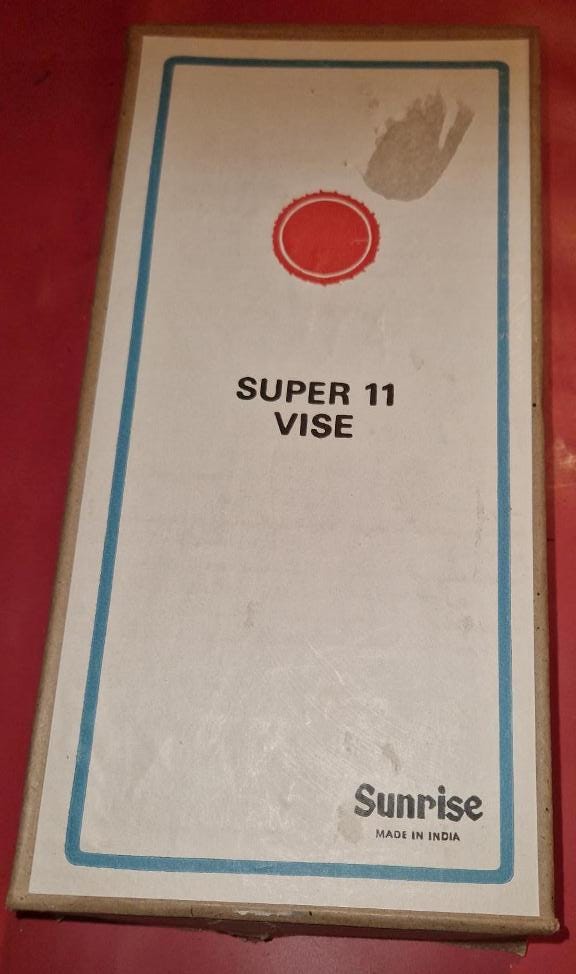 SUPER 11
VISE
Sunrise
MADE IN INDIA